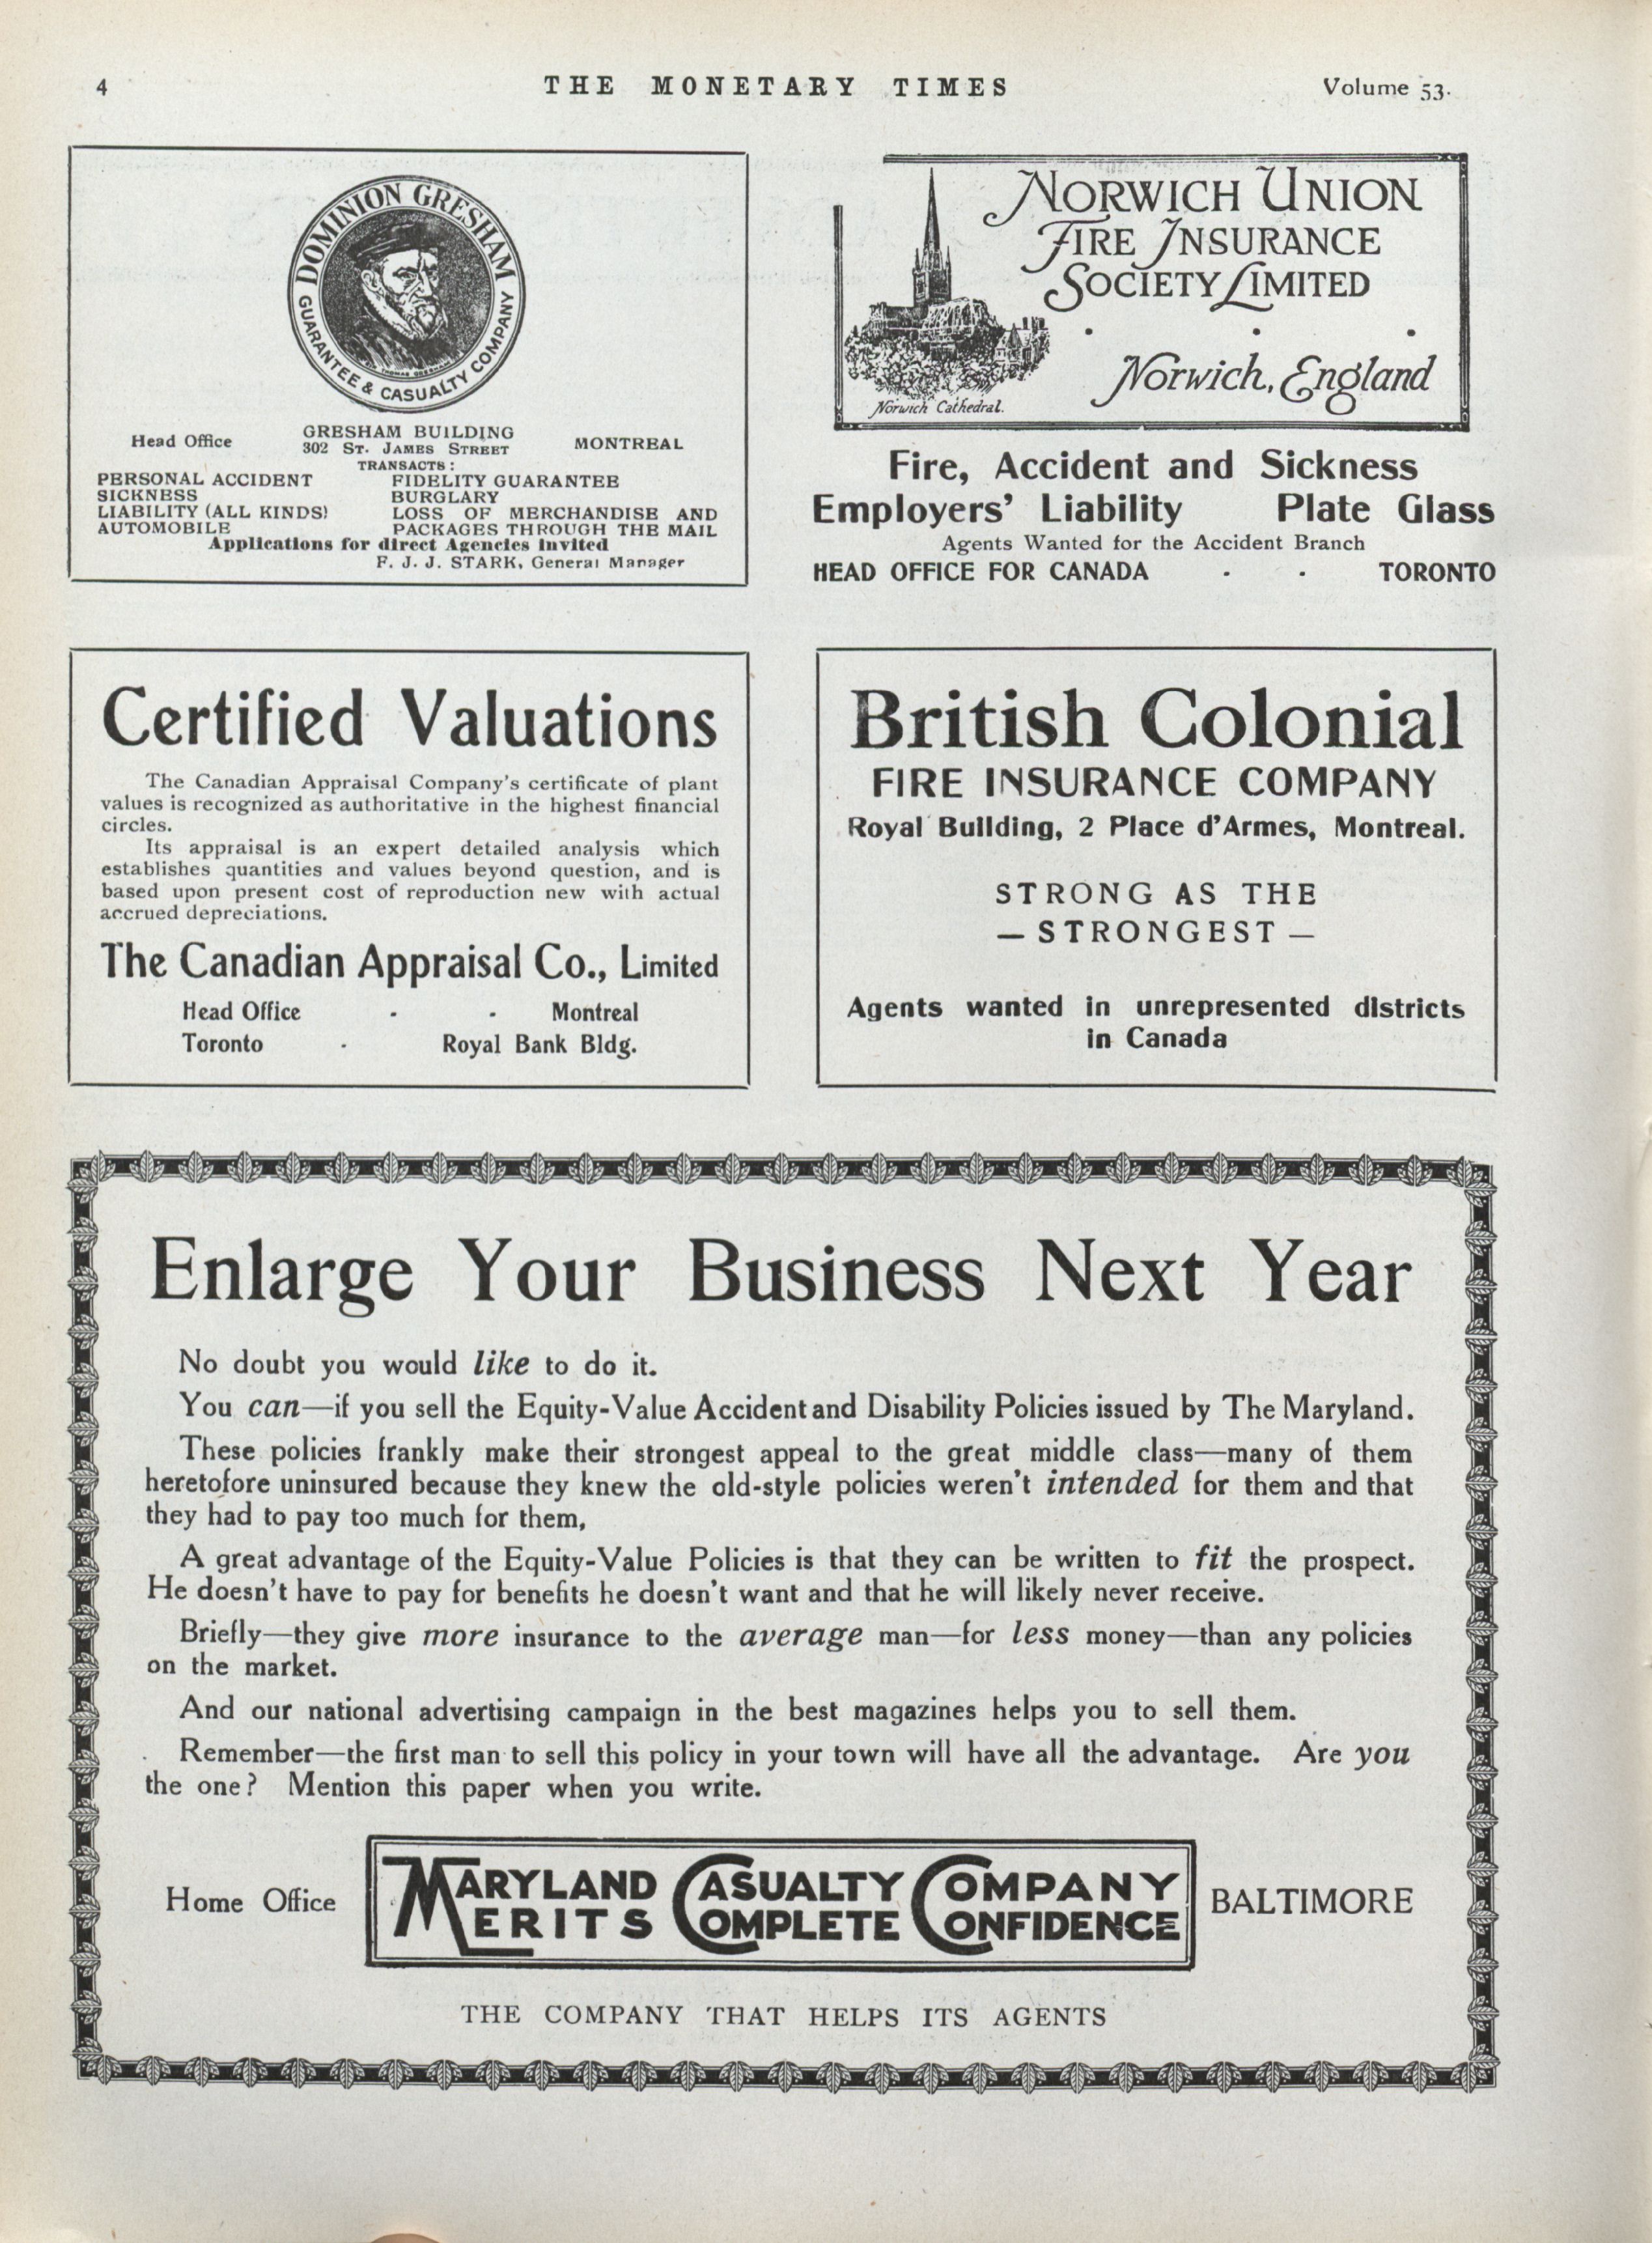 4
THE MONETARY TIMES
Volume 53.
DOMINION GRESHAM
GUARANTEE & CASUALTY COMPANY
Head Office
GRESHAM BUILDING
302 ST. JAMES STREET
MONTREAL
TRANSACTS:
PERSONAL ACCIDENT
SICKNESS
LIABILITY (ALL KINDS)
AUTOMOBILE
FIDELITY GUARANTEE
BURGLARY
LOSS OF MERCHANDISE AND
PACKAGES THROUGH THE MAIL
Applications for direct Agencies invited
F. J. J. STARK, General Manager
NORWICH UNION
FIRE INSURANCE
SOCIETY LIMITED
Norwich, England
Norwich Cathedral.
Fire, Accident and Sickness
Employers' Liability Plate Glass
Agents Wanted for the Accident Branch
HEAD OFFICE FOR CANADA - - TORONTO
Certified Valuations
The Canadian Appraisal Company's certificate of plant
values is recognized as authoritative in the highest financial
circles.
Its appraisal is an expert detailed analysis which
establishes quantities and values beyond question, and is
based upon present cost of reproduction new with actual
accrued depreciations.
The Canadian Appraisal Co., Limited
Head Office - - Montreal
Toronto - Royal Bank Bldg.
British Colonial
FIRE INSURANCE COMPANY
Royal Building, 2 Place d'Armes, Montreal.
STRONG AS THE
— STRONGEST —
Agents wanted in unrepresented districts
in Canada
Enlarge Your Business Next Year
No doubt you would like to do it.
You can—if you sell the Equity-Value Accident and Disability Policies issued by The Maryland.
These policies frankly make their strongest appeal to the great middle class—many of them
heretofore uninsured because they knew the old-style policies weren't intended for them and that
they had to pay too much for them,
A great advantage of the Equity-Value Policies is that they can be written to fit the prospect.
He doesn't have to pay for benefits he doesn't want and that he will likely never receive.
Briefly—they give more insurance to the average man—for less money—than any policies
on the market.
And our national advertising campaign in the best magazines helps you to sell them.
Remember—the first man to sell this policy in your town will have all the advantage. Are you
the one? Mention this paper when you write.
Home Office
MARYLAND CASUALTY COMPANY
MERITS COMPLETE CONFIDENCE
BALTIMORE
THE COMPANY THAT HELPS ITS AGENTS